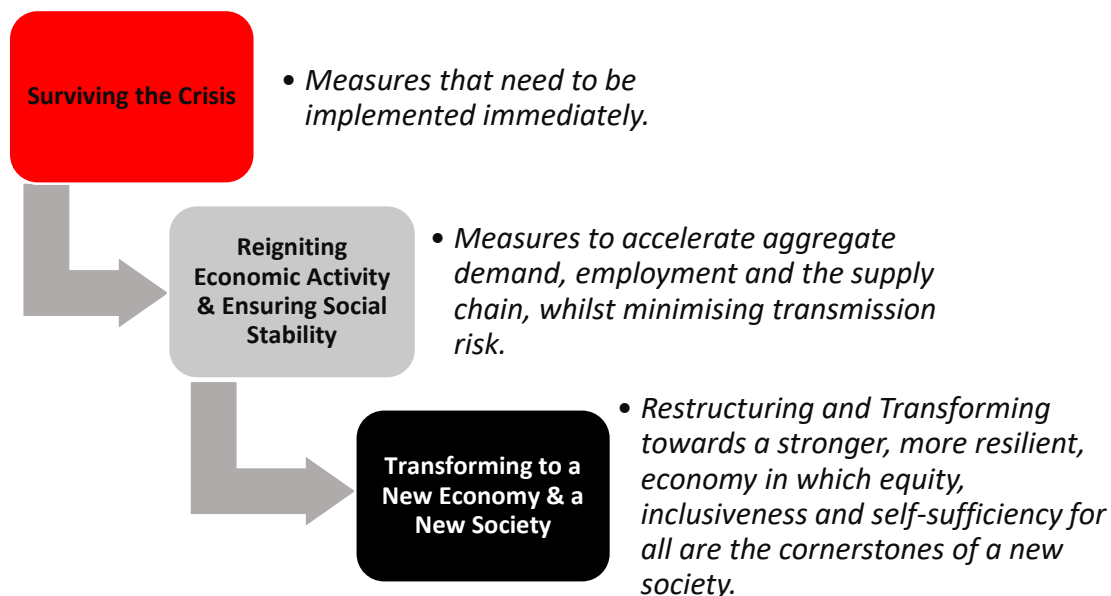 Surviving the Crisis
• Measures that need to be
implemented immediately.
Reigniting
Economic Activity
& Ensuring Social
Stability
• Measures to accelerate aggregate
demand, employment and the supply
chain, whilst minimising transmission
risk.
Transforming to a
New Economy & a
New Society
• Restructuring and Transforming
towards a stronger, more resilient,
economy in which equity,
inclusiveness and self-sufficiency for
all are the cornerstones of a new
society.